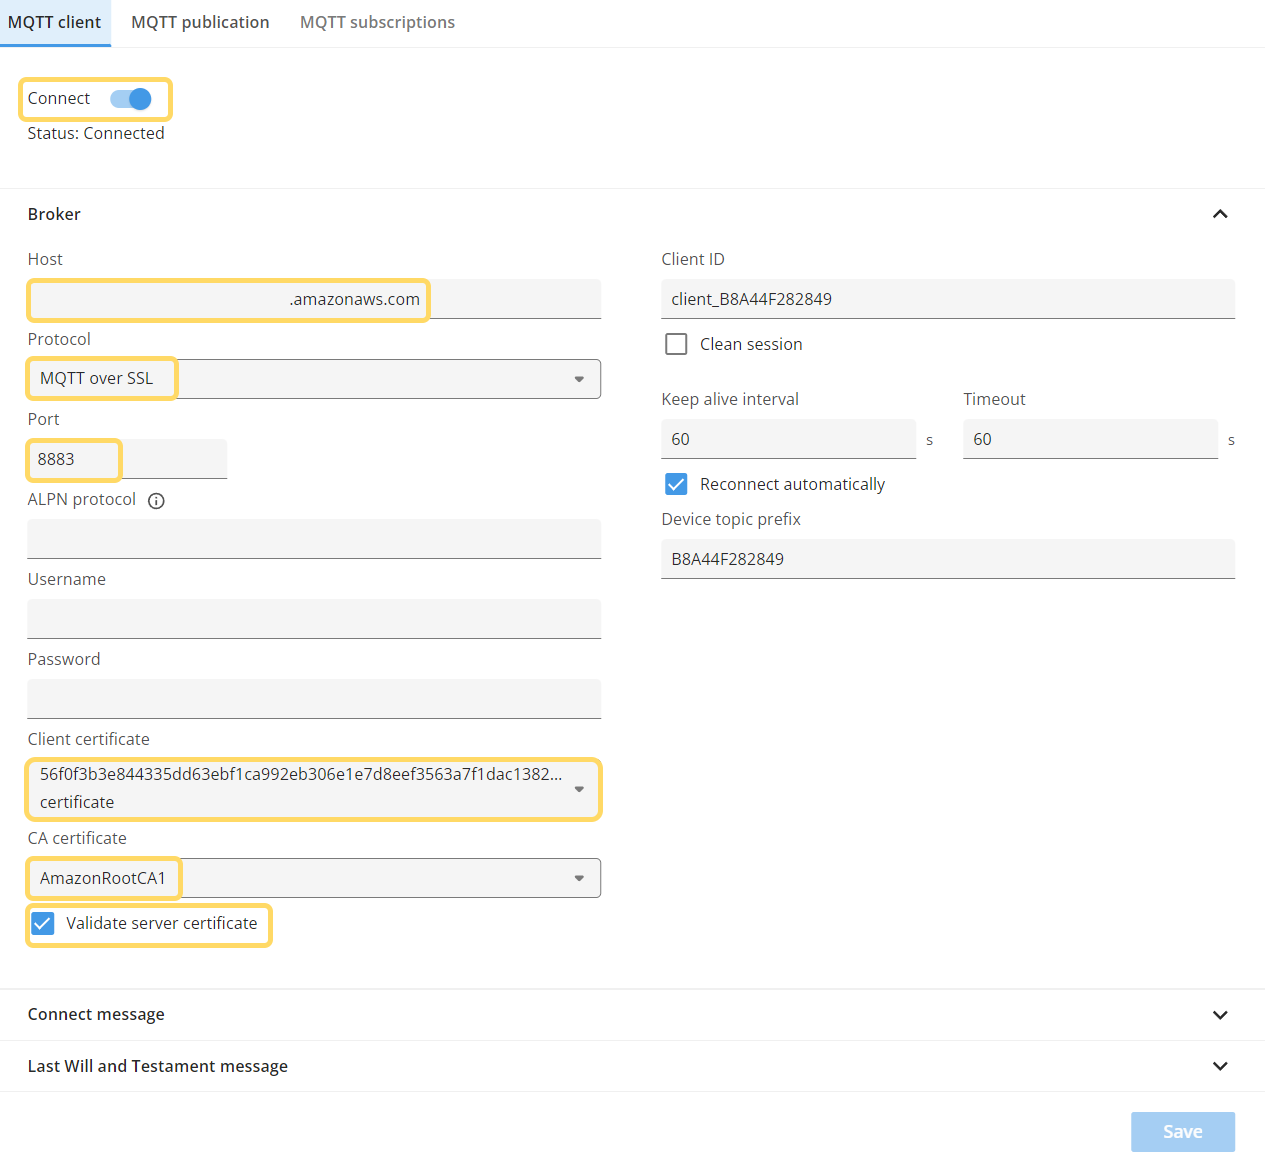 MQTT client MQTT publication MQTT subscriptions
Connect
Status: Connected
Broker
Host
.amazonaws.com
Protocol
MQTT over SSL
Port
8883
ALPN protocol
Username
Password
Client certificate
56f0f3b3e844335dd63ebf1ca992eb306e1e7d8eef3563a7f1dac1382...
certificate
CA certificate
AmazonRootCA1
Validate server certificate
Client ID
client_B8A44F282849
Clean session
Keep alive interval Timeout
60 s 60 s
Reconnect automatically
Device topic prefix
B8A44F282849
Connect message
Last Will and Testament message
Save